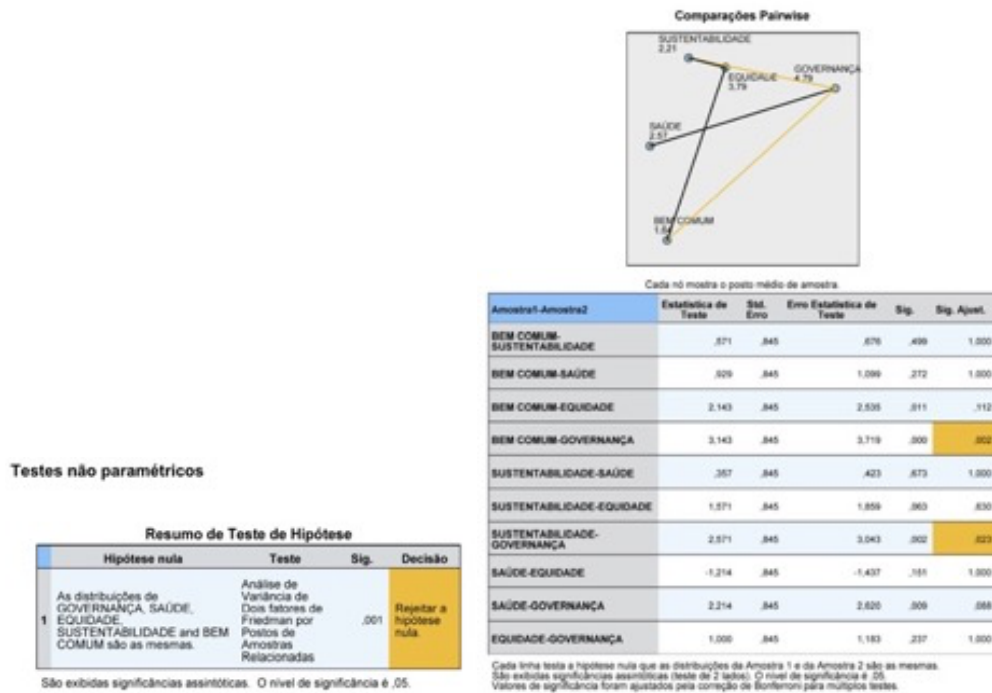 Comparações Pairwise
SUSTENTABILIDADE
2,21
GOVERNANÇA
4,79
EQUIDADE
3,79
SAÚDE
2,57
BEM COMUM
1,64
Cada nó mostra o posto médio de amostra.
Amostra1-Amostra2 Estatística de Teste Std. Erro Erro Estatística de Teste Sig. Sig. Ajust.
BEM COMUM-SUSTENTABILIDADE ,571 ,845 ,676 ,499 1,000
BEM COMUM-SAÚDE ,929 ,845 1,099 ,272 1,000
BEM COMUM-EQUIDADE 2,143 ,845 2,535 ,011 ,112
BEM COMUM-GOVERNANÇA 3,143 ,845 3,719 ,000 ,002
SUSTENTABILIDADE-SAÚDE ,357 ,845 ,423 ,673 1,000
SUSTENTABILIDADE-EQUIDADE 1,571 ,845 1,859 ,063 ,630
SUSTENTABILIDADE-GOVERNANÇA 2,571 ,845 3,043 ,002 ,023
SAÚDE-EQUIDADE -1,214 ,845 -1,437 ,151 1,000
SAÚDE-GOVERNANÇA 2,214 ,845 2,620 ,009 ,088
EQUIDADE-GOVERNANÇA 1,000 ,845 1,183 ,237 1,000
Cada linha testa a hipótese nula que as distribuições da Amostra 1 e da Amostra 2 são as mesmas.
São exibidas significâncias assintóticas (teste de 2 lados). O nível de significância é ,05.
Valores de significância foram ajustados pela correção de Bonferroni para múltiplos testes.
Testes não paramétricos
Resumo de Teste de Hipótese
Hipótese nula Teste Sig. Decisão
1 As distribuições de GOVERNANÇA, SAÚDE, EQUIDADE, SUSTENTABILIDADE and BEM COMUM são as mesmas. Análise de Variância de Dois fatores de Friedman por Postos de Amostras Relacionadas ,001 Rejeitar a hipótese nula.
São exibidas significâncias assintóticas. O nível de significância é ,05.